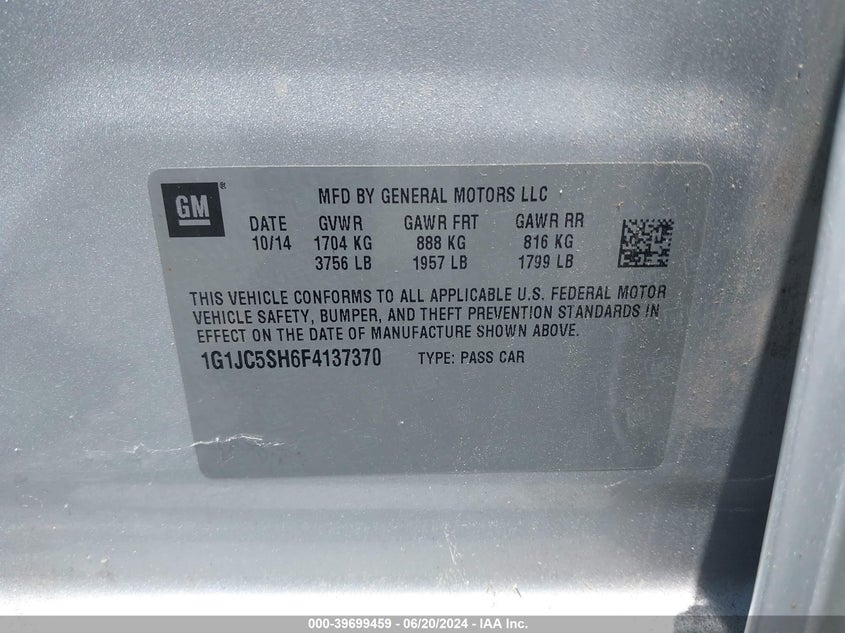 GM ® MFD BY GENERAL MOTORS LLC
DATE GVWR GAWR FRT GAWR RR
10/14 1704 KG 888 KG 816 KG
3756 LB 1957 LB 1799 LB
THIS VEHICLE CONFORMS TO ALL APPLICABLE U.S. FEDERAL MOTOR
VEHICLE SAFETY, BUMPER, AND THEFT PREVENTION STANDARDS IN
EFFECT ON THE DATE OF MANUFACTURE SHOWN ABOVE.
1G1JC5SH6F4137370 TYPE: PASS CAR
000-39699459 - 06/20/2024 - IAA Inc.